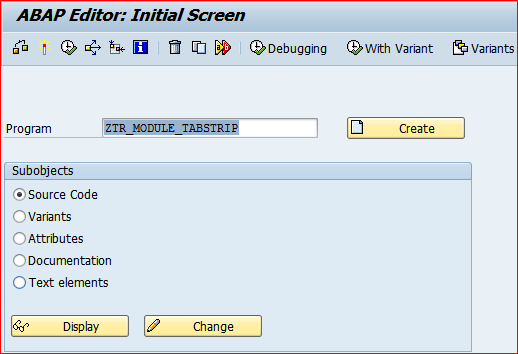 ABAP Editor: Initial Screen
Debugging With Variant Variants
Program ZTR_MODULE_TABSTRIP Create
Subobjects
Source Code
Variants
Attributes
Documentation
Text elements
Display Change